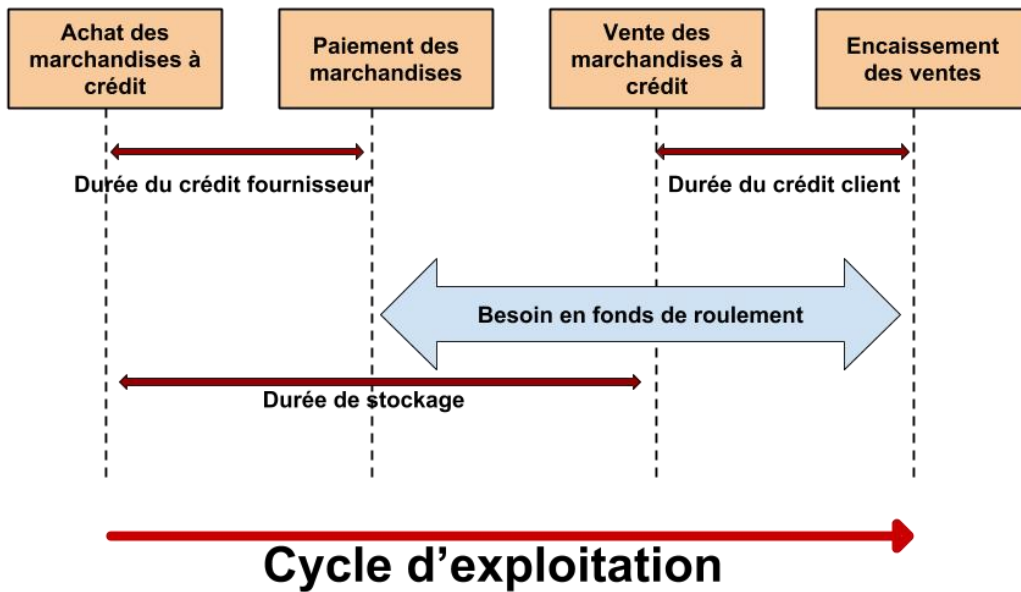 Achat des
marchandises à
crédit
Paiement des
marchandises
Vente des
marchandises à
crédit
Encaissement
des ventes
Durée du crédit fournisseur
Durée du crédit client
Besoin en fonds de roulement
Durée de stockage
Cycle d’exploitation